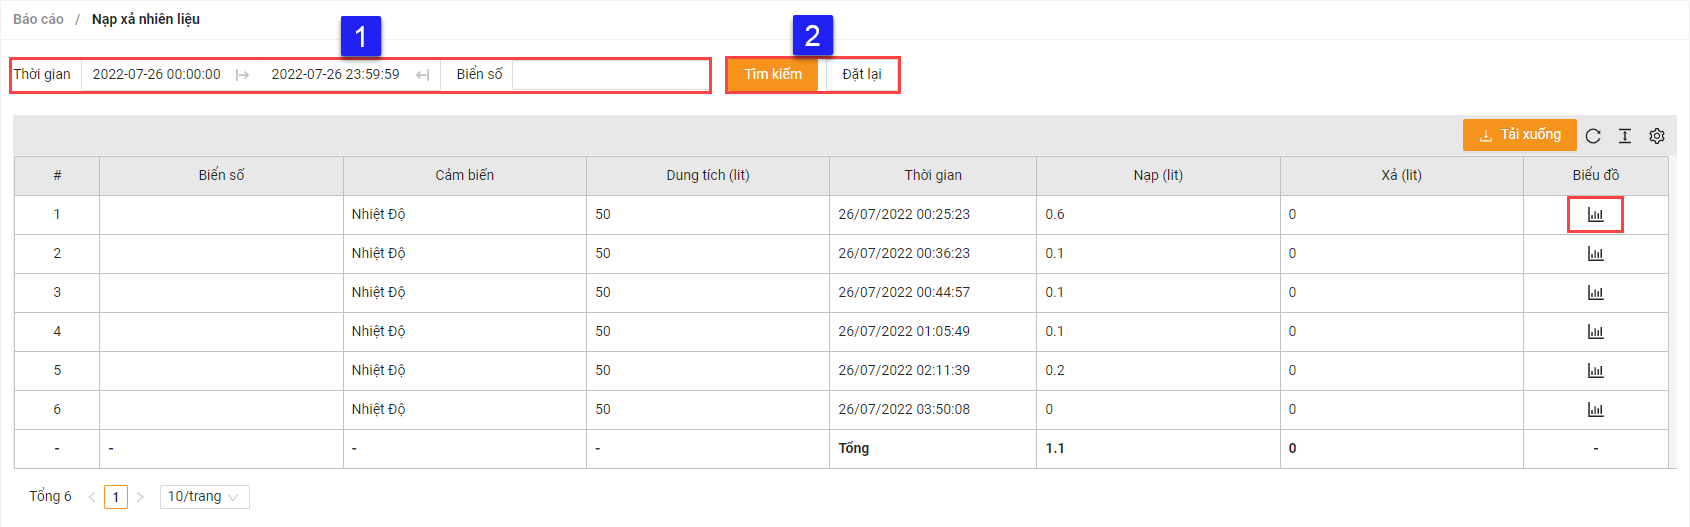 Báo cáo / Nạp xả nhiên liệu
1
2
Thời gian 2022-07-26 00:00:00 2022-07-26 23:59:59 Biển số Tìm kiếm Đặt lại
Tải xuống
# Biển số Cảm biến Dung tích (lit) Thời gian Nạp (lit) Xả (lit) Biểu đồ
1 Nhiệt Độ 50 26/07/2022 00:25:23 0.6 0
2 Nhiệt Độ 50 26/07/2022 00:36:23 0.1 0
3 Nhiệt Độ 50 26/07/2022 00:44:57 0.1 0
4 Nhiệt Độ 50 26/07/2022 01:05:49 0.1 0
5 Nhiệt Độ 50 26/07/2022 02:11:39 0.2 0
6 Nhiệt Độ 50 26/07/2022 03:50:08 0 0
- - - - Tổng 1.1 0 -
Tổng 6 < 1 > 10/trang